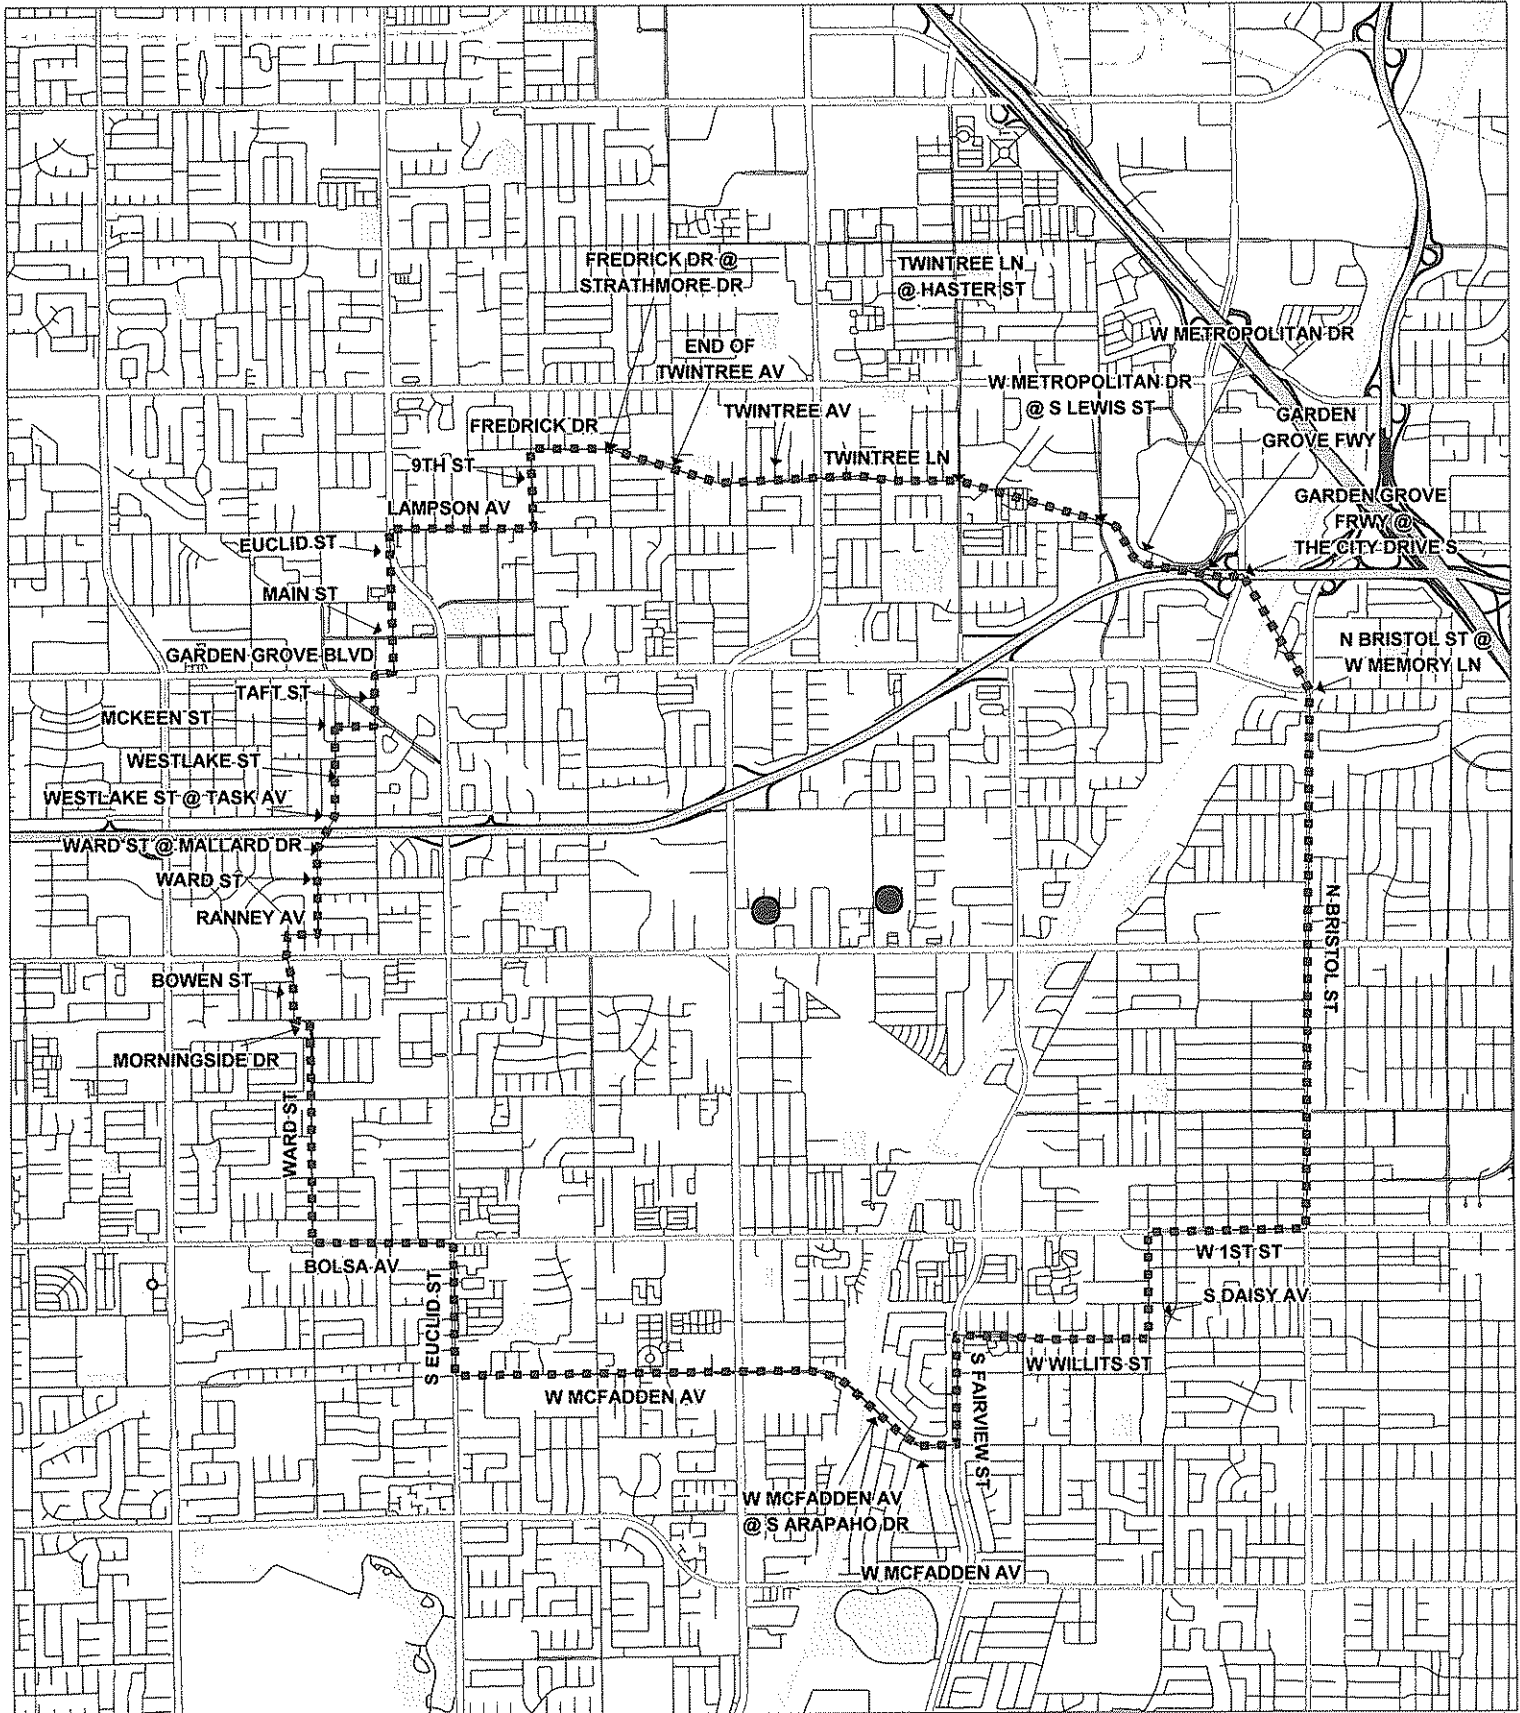 FREDRICK DR @
STRATHMORE DR
TWINTREE LN
@ HASTER ST
W METROPOLITAN DR
END OF
TWINTREE AV
W METROPOLITAN DR
@ S LEWIS ST
TWINTREE AV
GARDEN
GROVE FWY
FREDRICK DR
9TH ST
TWINTREE LN
LAMPSON AV
GARDEN GROVE
FRWY @
THE CITY DRIVE S
EUCLID ST
MAIN ST
GARDEN GROVE BLVD
N BRISTOL ST @
W MEMORY LN
TAFT ST
MCKEEN ST
WESTLAKE ST
WESTLAKE ST @ TASK AV
WARD ST @ MALLARD DR
WARD ST
RANNEY AV
N BRISTOL ST
BOWEN ST
MORNINGSIDE DR
WARD ST
W 1ST ST
BOLSA AV
S DAISY AV
S EUCLID ST
W WILLITS ST
W MCFADDEN AV
S FAIRVIEW ST
W MCFADDEN AV
@ S ARAPAHO DR
W MCFADDEN AV